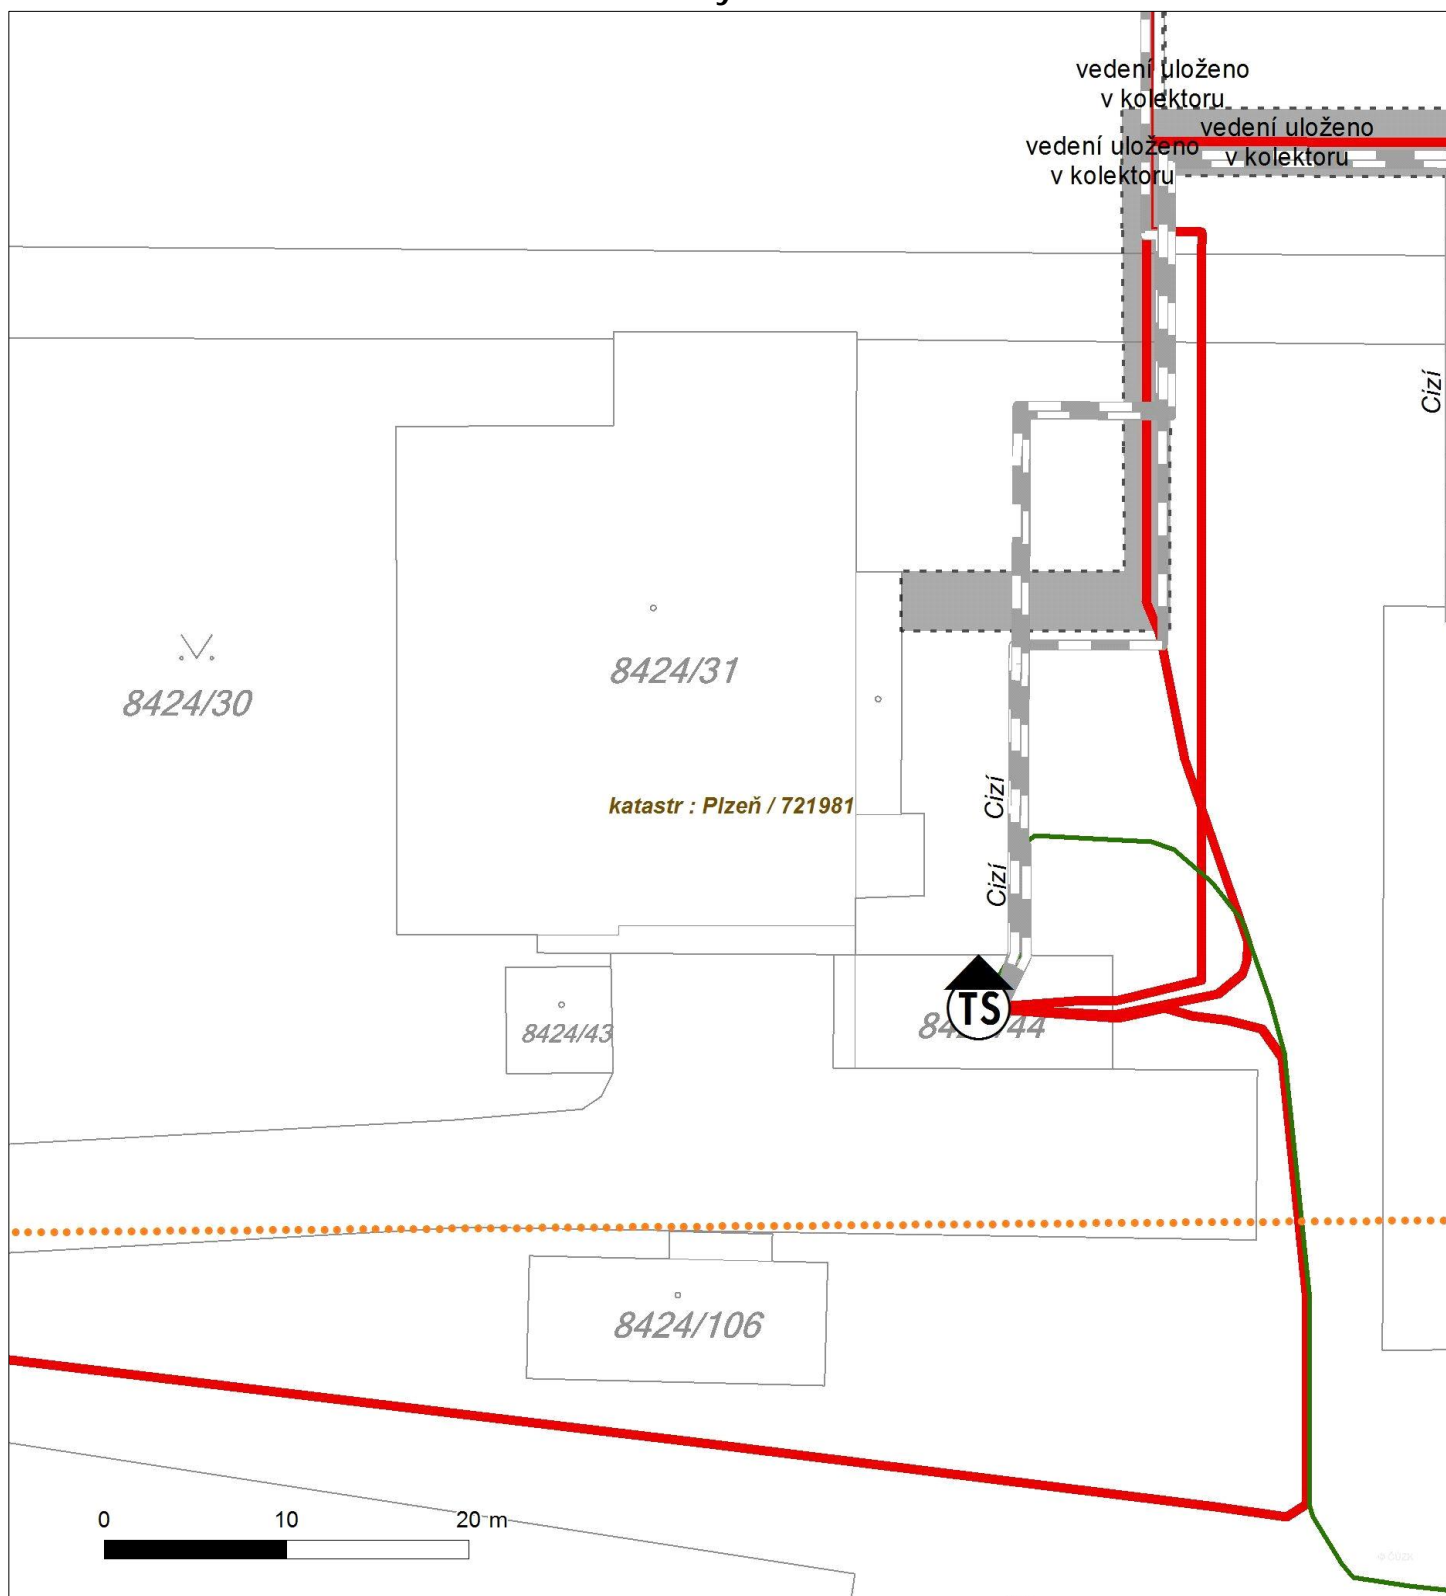 vedení uloženo
v kolektoru
vedení uloženo
v kolektoru
vedení uloženo
v kolektoru
Cizí
8424/31
8424/30
katastr : Plzeň / 721981
Cizí
Cizí
TS
8424/43
8424/106
0 10 20 m